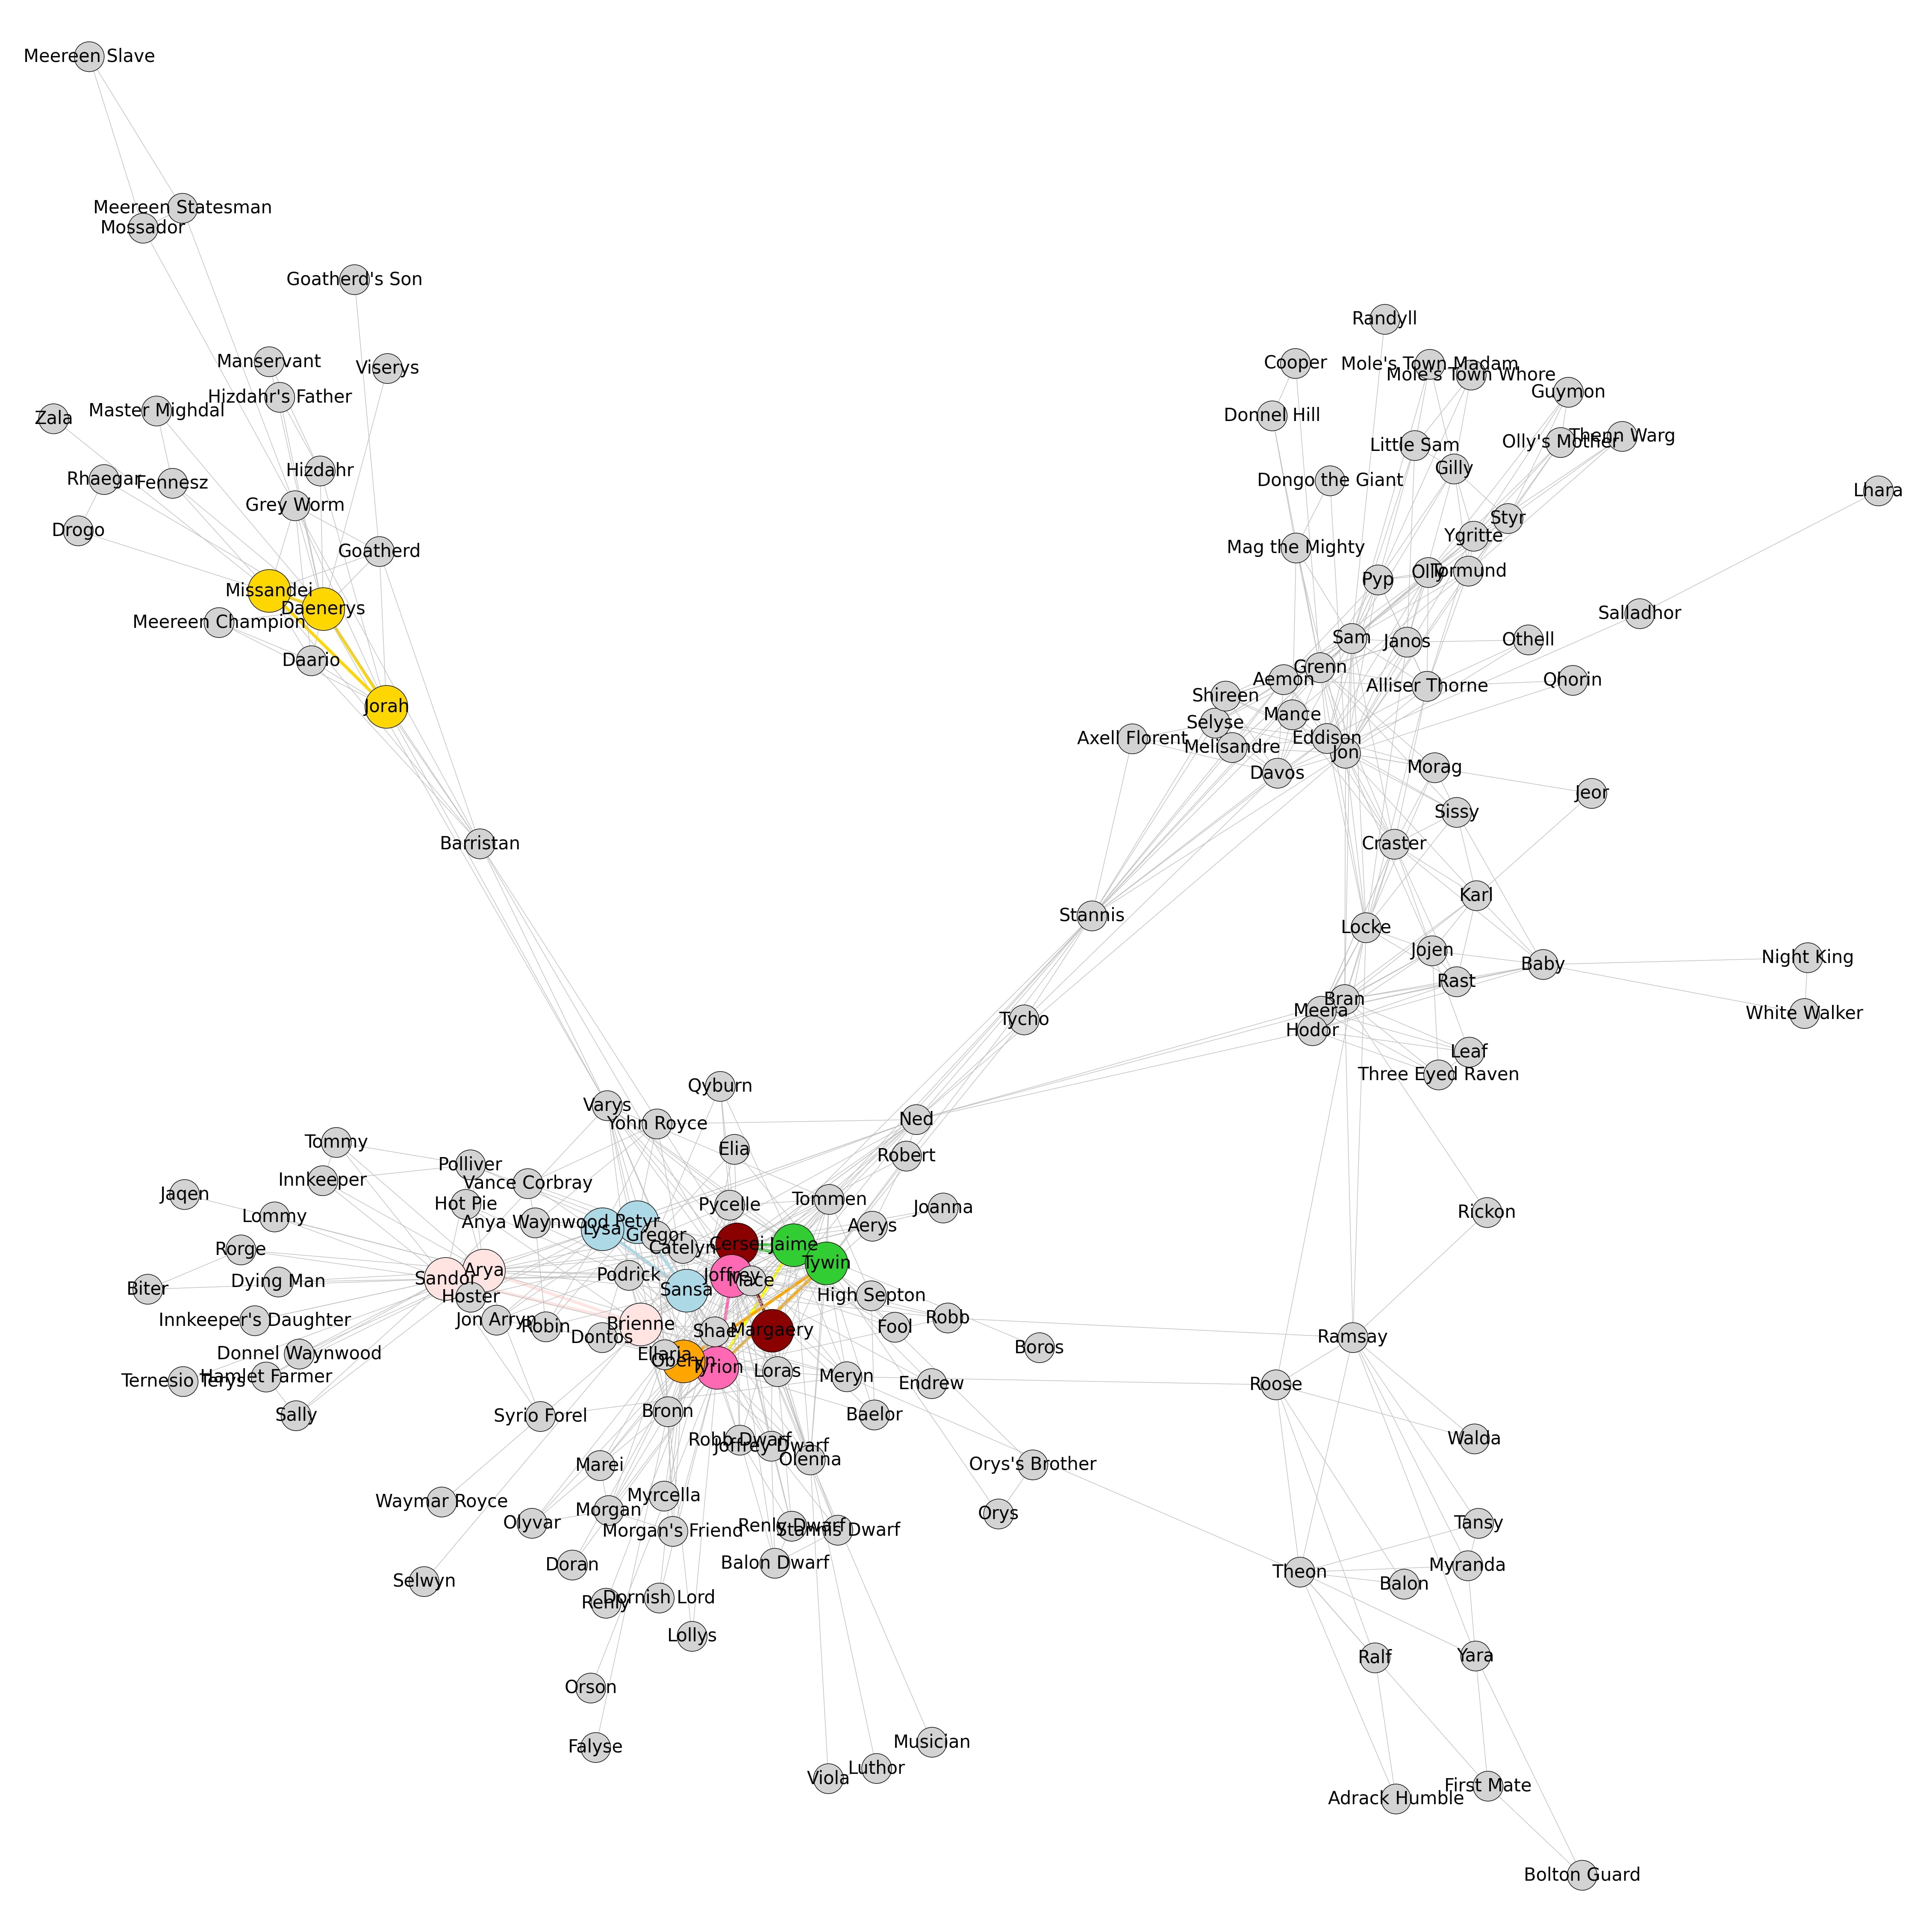 Meereen Slave
Meereen Statesman
Mossador
Goatherd's Son
Randyll
Manservant
Viserys
Cooper
Mole's Town Madam
Mole's Town Whore
Guymon
Hizdahr's Father
Master Mighdal
Zala
Donnel Hill
Little Sam
Olly's Mother
Thenn Warg
Hizdahr
Gilly
Rhaegar
Fennesz
Dongo the Giant
Lhara
Grey Worm
Styr
Drogo
Ygritte
Goatherd
Mag the Mighty
Pyp
Olly
Tormund
Missandei
Daenerys
Salladhor
Meereen Champion
Sam
Janos
Othell
Daario
Grenn
Aemon
Alliser Thorne
Qhorin
Shireen
Jorah
Mance
Selyse
Axell Florent
Eddison
Melisandre
Jon
Davos
Morag
Jeor
Sissy
Barristan
Craster
Karl
Stannis
Locke
Jojen
Night King
Baby
Rast
Bran
Meera
White Walker
Tycho
Hodor
Leaf
Three Eyed Raven
Qyburn
Varys
Yohn Royce
Ned
Tommy
Elia
Robert
Polliver
Innkeeper
Vance Corbray
Jaqen
Hot Pie
Pycelle
Tommen
Joanna
Rickon
Lommy
Anya Waynwood
Petyr
Lysa
Aerys
Gregor
Rorge
Catelyn
Cersei
Jaime
Tywin
Arya
Sandor
Podrick
Joffrey
Mace
Biter
Dying Man
Sansa
Hoster
High Septon
Innkeeper's Daughter
Jon Arryn
Robin
Brienne
Dontos
Shae
Margaery
Fool
Robb
Ramsay
Boros
Donnel Waynwood
Ellaria
Oberyn
Tyrion
Loras
Ternesio Terys
Hamlet Farmer
Meryn
Endrew
Roose
Sally
Syrio Forel
Bronn
Baelor
Robb Dwarf
Joffrey Dwarf
Walda
Olenna
Marei
Orys's Brother
Waymar Royce
Myrcella
Morgan
Orys
Olyvar
Morgan's Friend
Renly Dwarf
Stannis Dwarf
Tansy
Doran
Balon Dwarf
Myranda
Theon
Selwyn
Balon
Renly
Dornish Lord
Lollys
Ralf
Yara
Orson
Falyse
Musician
Viola
Luthor
First Mate
Adrack Humble
Bolton Guard